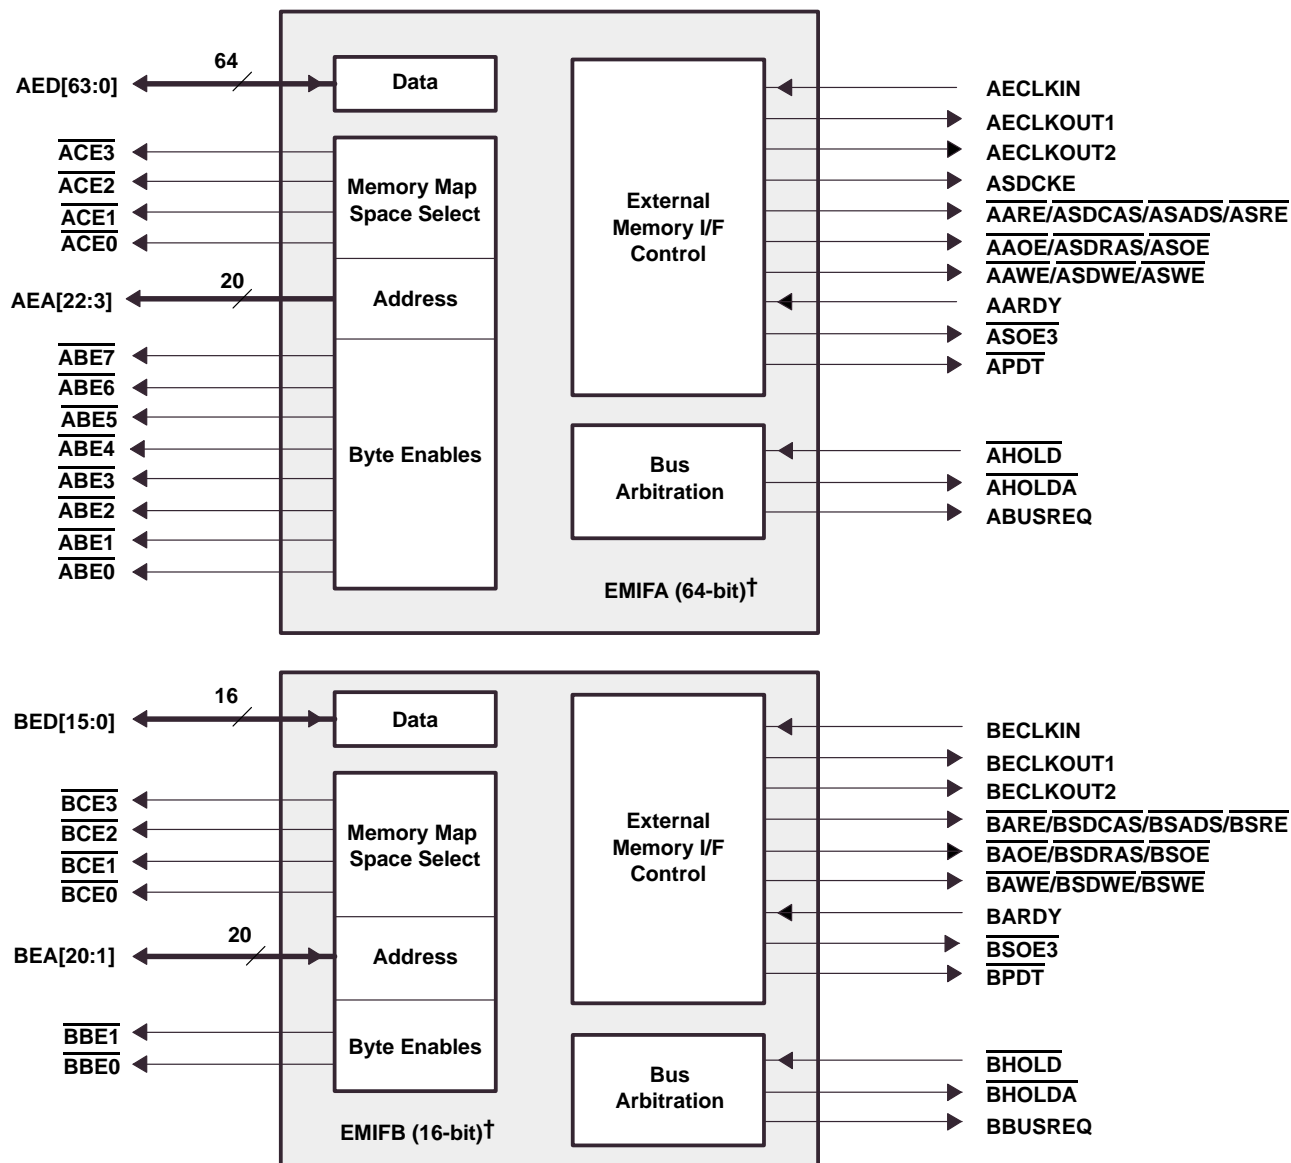 64
AED[63:0]
Data
ACE3
ACE2
ACE1
ACE0
Memory Map
Space Select
20
AEA[22:3]
Address
ABE7
ABE6
ABE5
ABE4
ABE3
ABE2
ABE1
ABE0
Byte Enables
External
Memory I/F
Control
AECLKIN
AECLKOUT1
AECLKOUT2
ASDCKE
AARE/ASDCAS/ASADS/ASRE
AAOE/ASDRAS/ASOE
AAWE/ASDWE/ASWE
AARDY
ASOE3
APDT
Bus
Arbitration
AHOLD
AHOLDA
ABUSREQ
EMIFA (64-bit)†
16
BED[15:0]
Data
BCE3
BCE2
BCE1
BCE0
Memory Map
Space Select
20
BEA[20:1]
Address
BBE1
BBE0
Byte Enables
External
Memory I/F
Control
BECLKIN
BECLKOUT1
BECLKOUT2
BARE/BSDCAS/BSADS/BSRE
BAOE/BSDRAS/BSOE
BAWE/BSDWE/BSWE
BARDY
BSOE3
BPDT
Bus
Arbitration
BHOLD
BHOLDA
BBUSREQ
EMIFB (16-bit)†